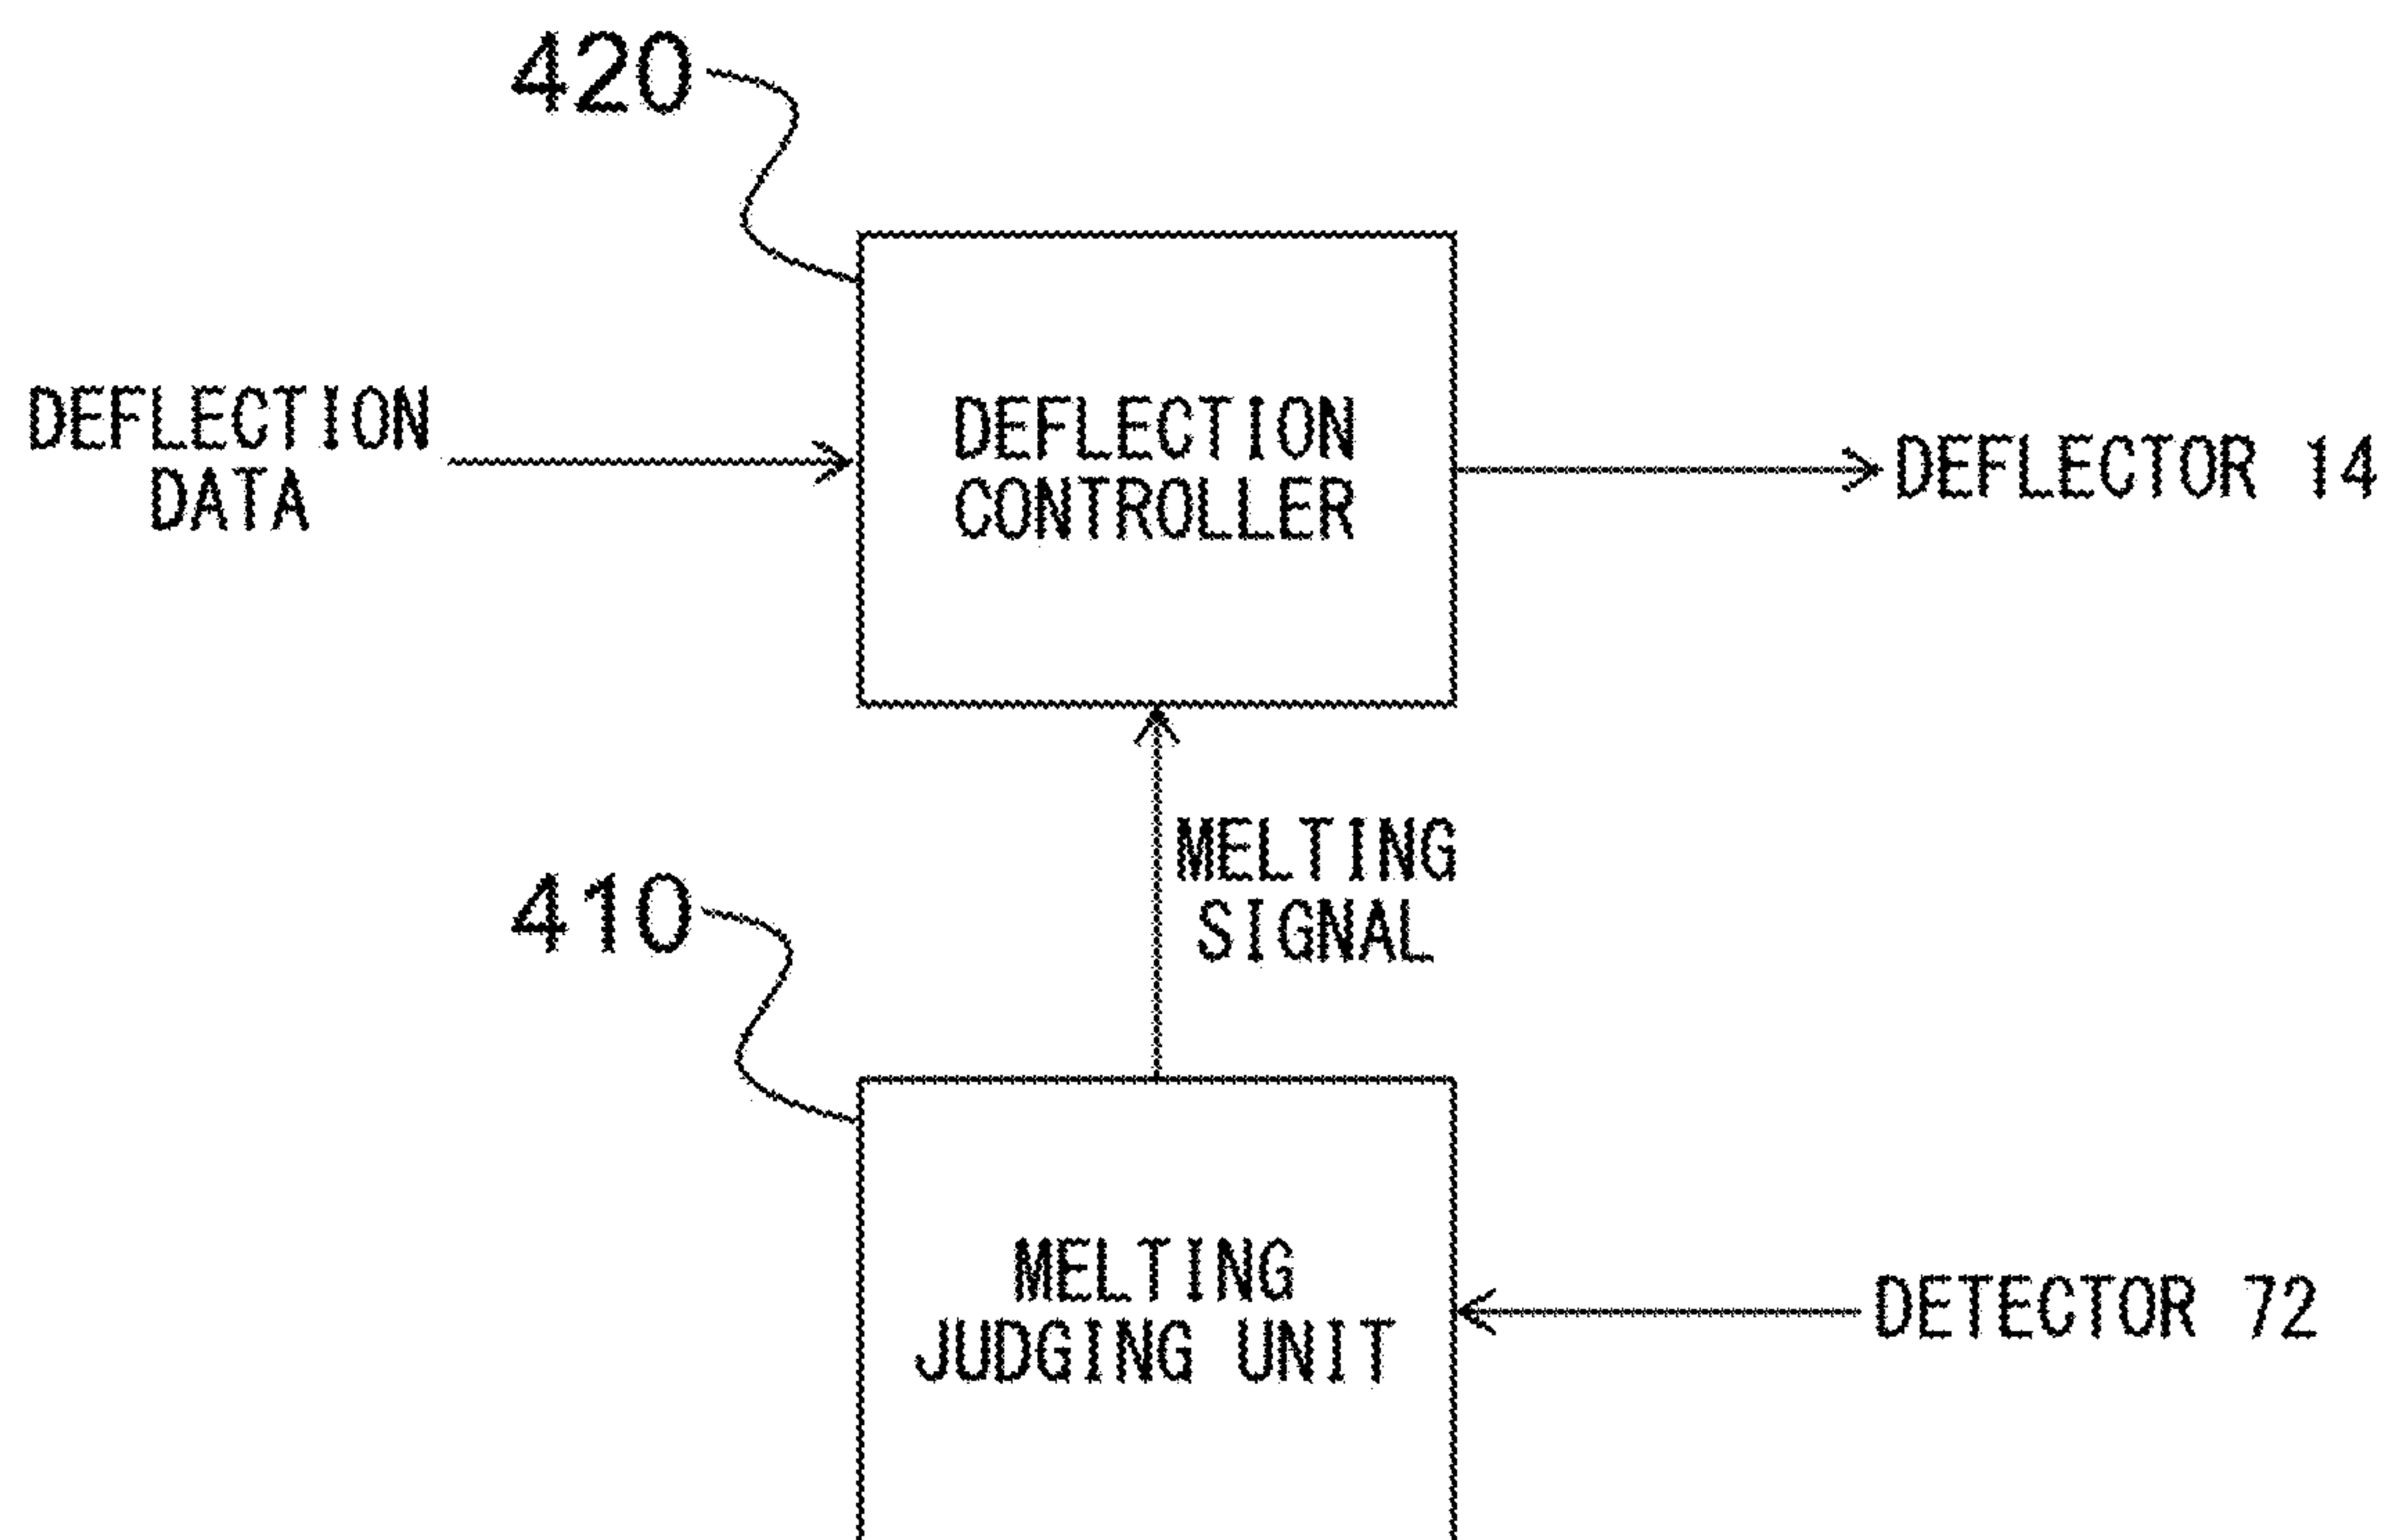 420
DEFLECTION
DATA
DEFLECTION
CONTROLLER
DEFLECTOR 14
MELTING
SIGNAL
410
MELTING
JUDGING UNIT
DETECTOR 72